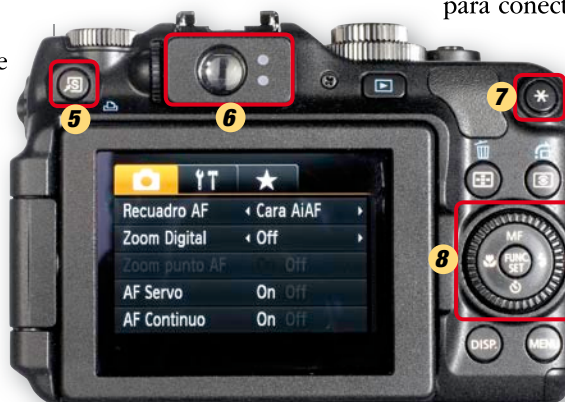 para conect
e
5
6
7
*
S
Recuadro AF Cara AiAF
Zoom Digital Off
Zoom punto AF On Off
AF Servo On Off
AF Continuo On Off
MF
FUNC.
SET
8
DISP.
MENU